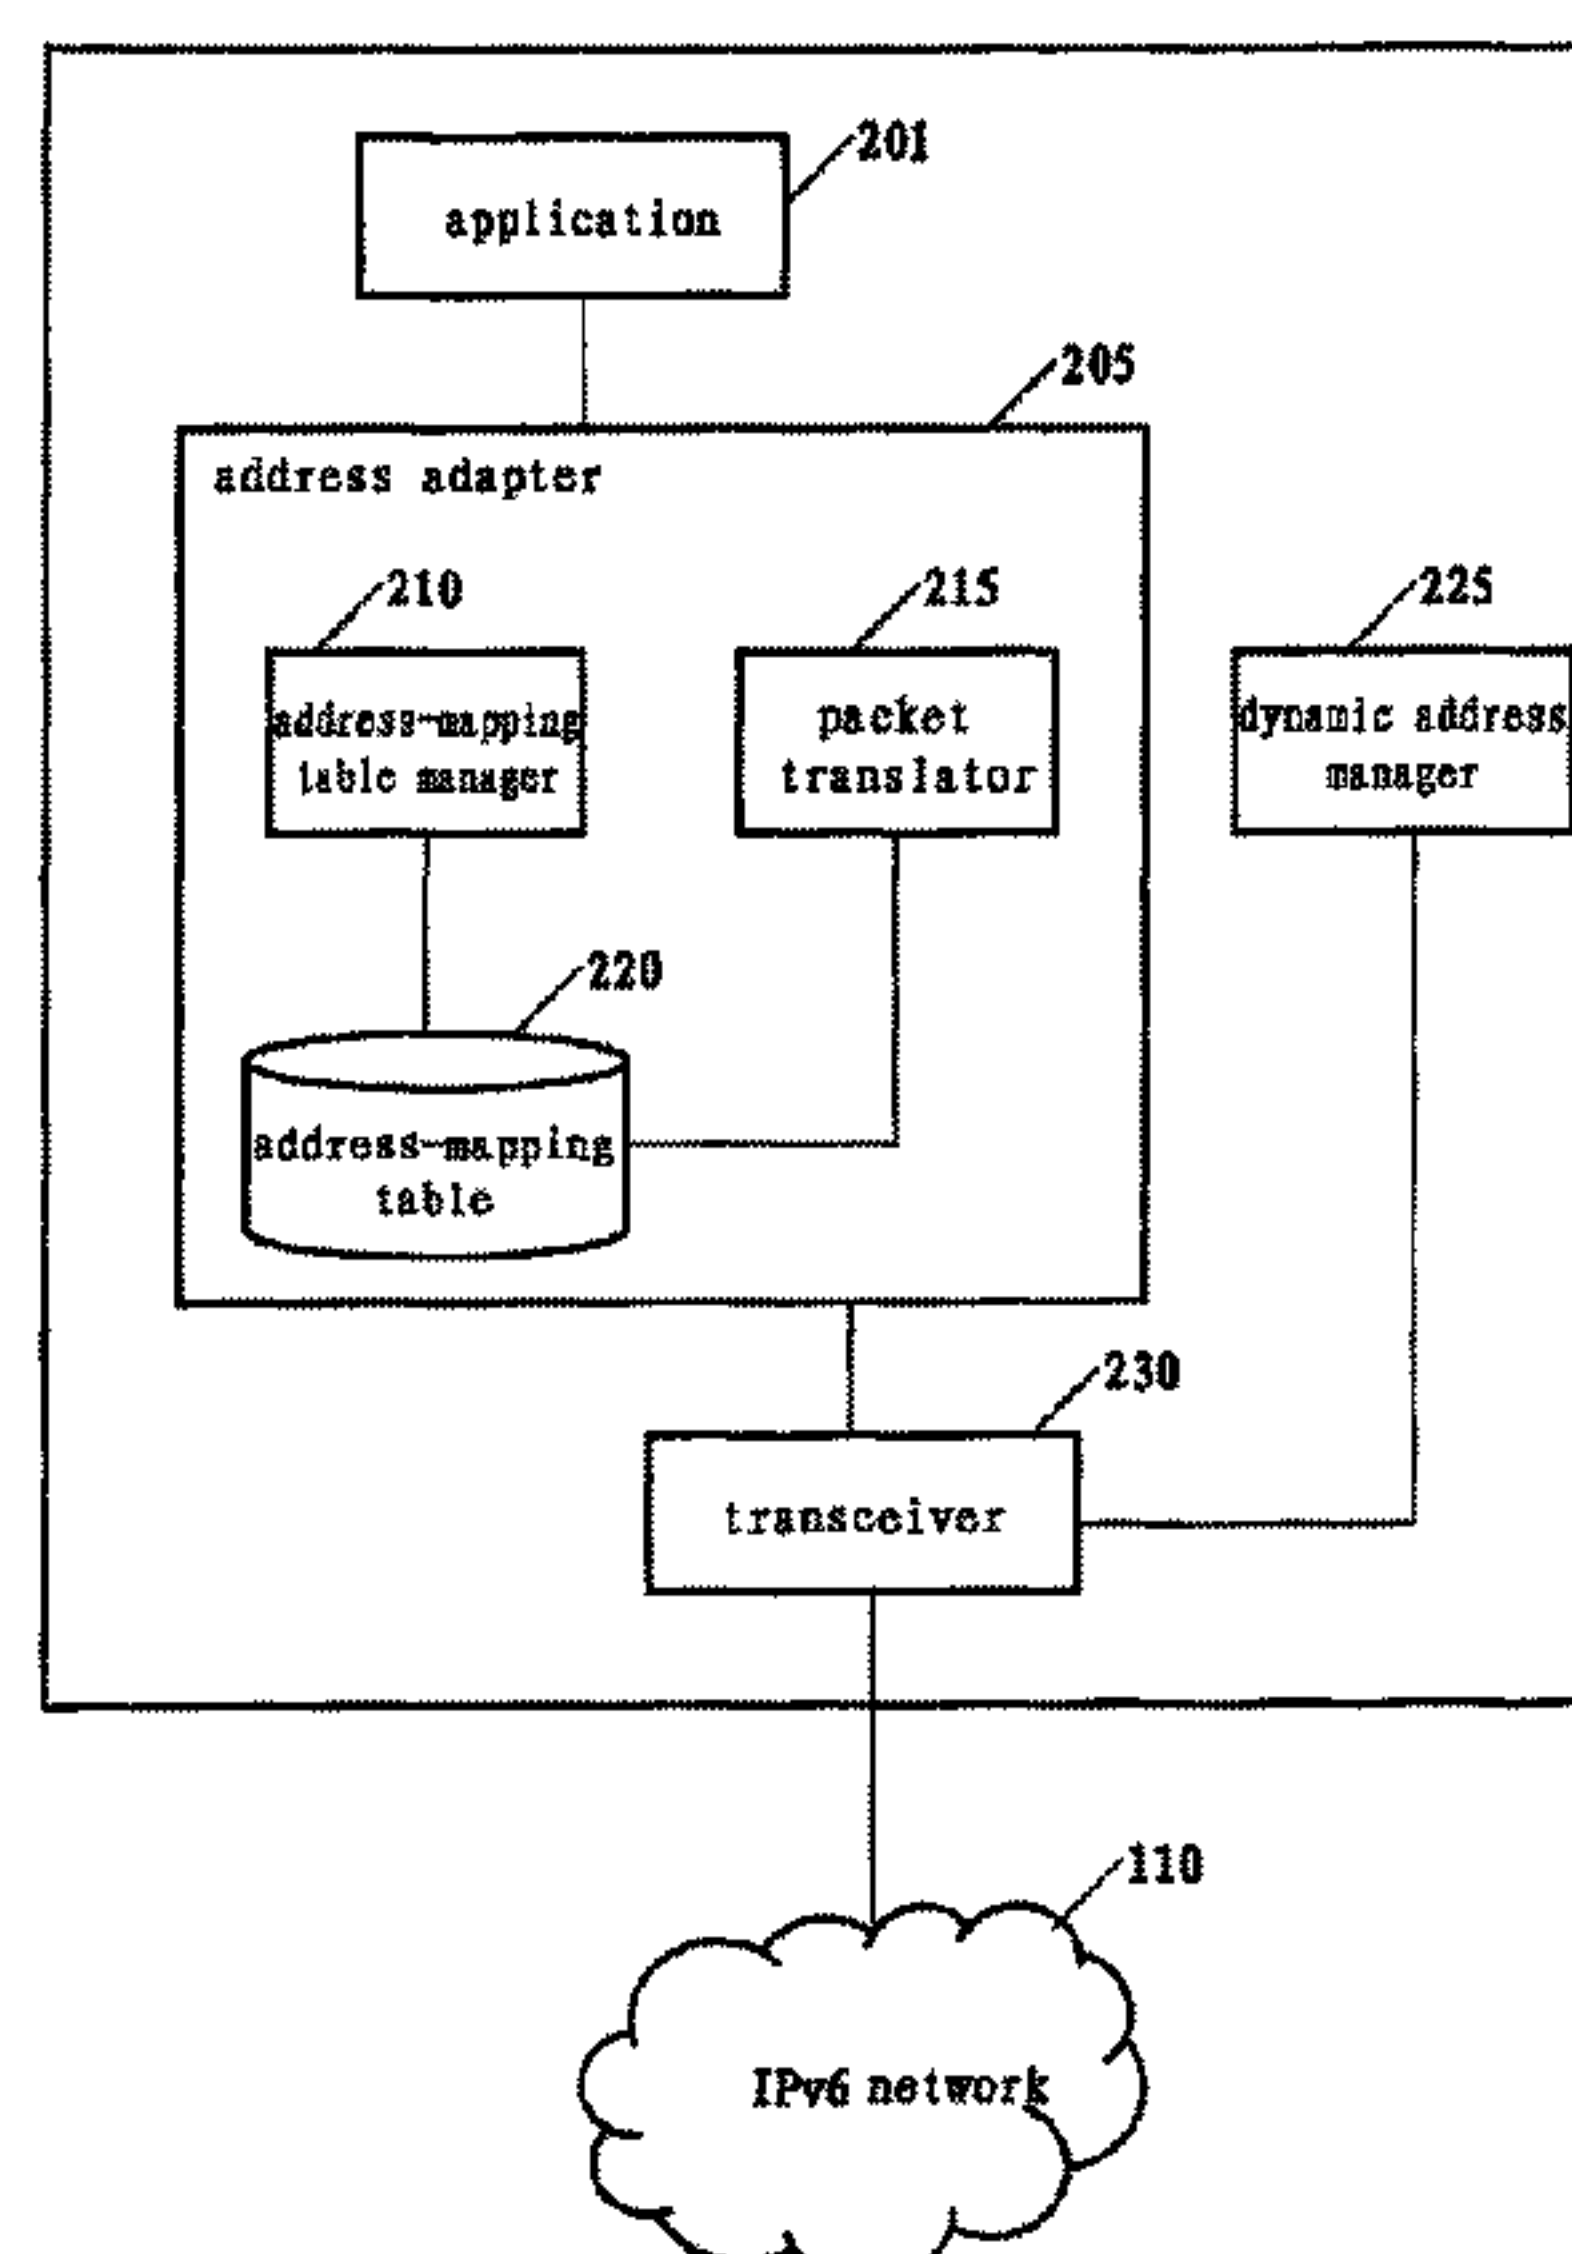 201
application
205
address adapter
210
215
225
address-mapping
table manager
packet
translator
dynamic address
manager
220
address-mapping
table
230
transceiver
110
IPv6 network